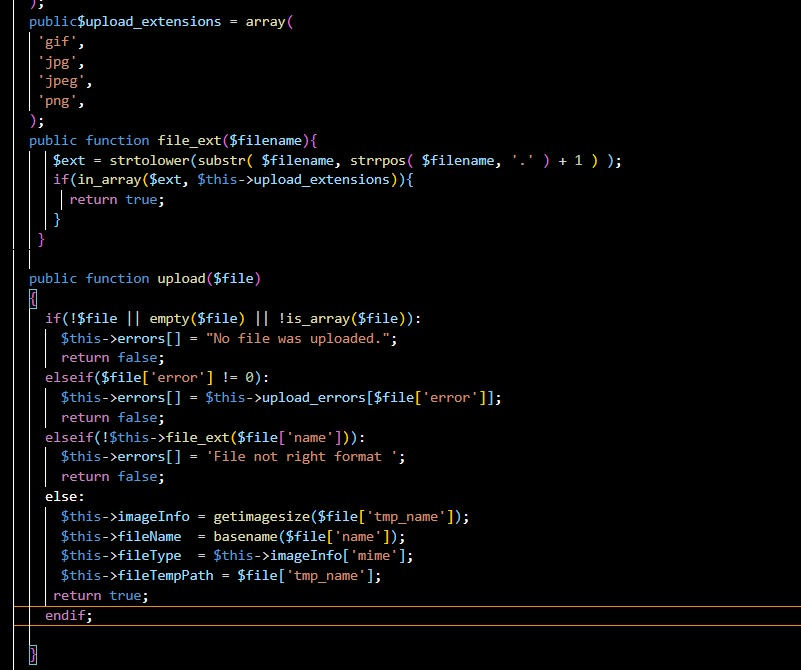 );
public$upload_extensions = array(
'gif',
'jpg',
'jpeg',
'png',
);
public function file_ext($filename){
$ext = strtolower(substr( $filename, strrpos( $filename, '.' ) + 1 ) );
if(in_array($ext, $this->upload_extensions)){
return true;
}
}
public function upload($file)
{
if(!$file || empty($file) || !is_array($file)):
$this->errors[] = "No file was uploaded.";
return false;
elseif($file['error'] != 0):
$this->errors[] = $this->upload_errors[$file['error']];
return false;
elseif(!$this->file_ext($file['name'])):
$this->errors[] = 'File not right format ';
return false;
else:
$this->imageInfo = getimagesize($file['tmp_name']);
$this->fileName  = basename($file['name']);
$this->fileType  = $this->imageInfo['mime'];
$this->fileTempPath = $file['tmp_name'];
return true;
endif;
}